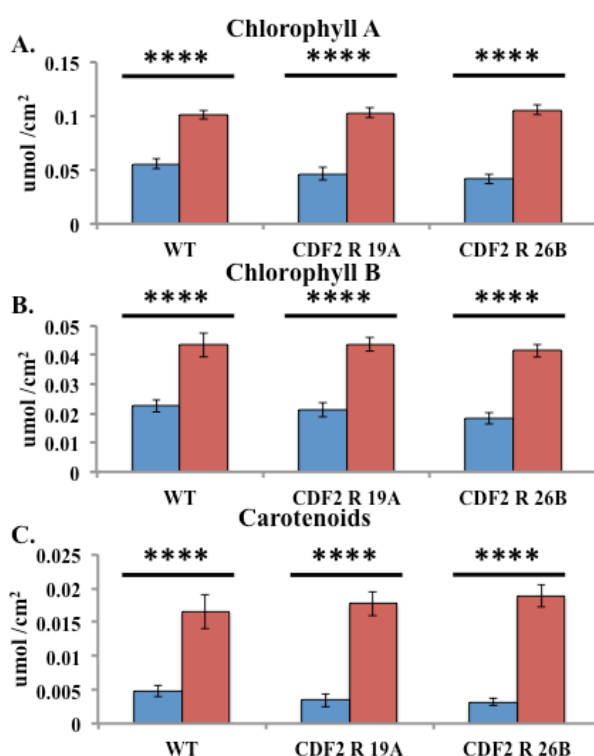 A.
Chlorophyll A
**** **** ****
umol /cm2
0.15
0.1
0.05
0
WT CDF2 R 19A CDF2 R 26B
B.
Chlorophyll B
**** **** ****
umol /cm2
0.05
0.04
0.03
0.02
0.01
0
WT CDF2 R 19A CDF2 R 26B
C.
Carotenoids
**** **** ****
umol /cm2
0.025
0.02
0.015
0.01
0.005
0
WT CDF2 R 19A CDF2 R 26B